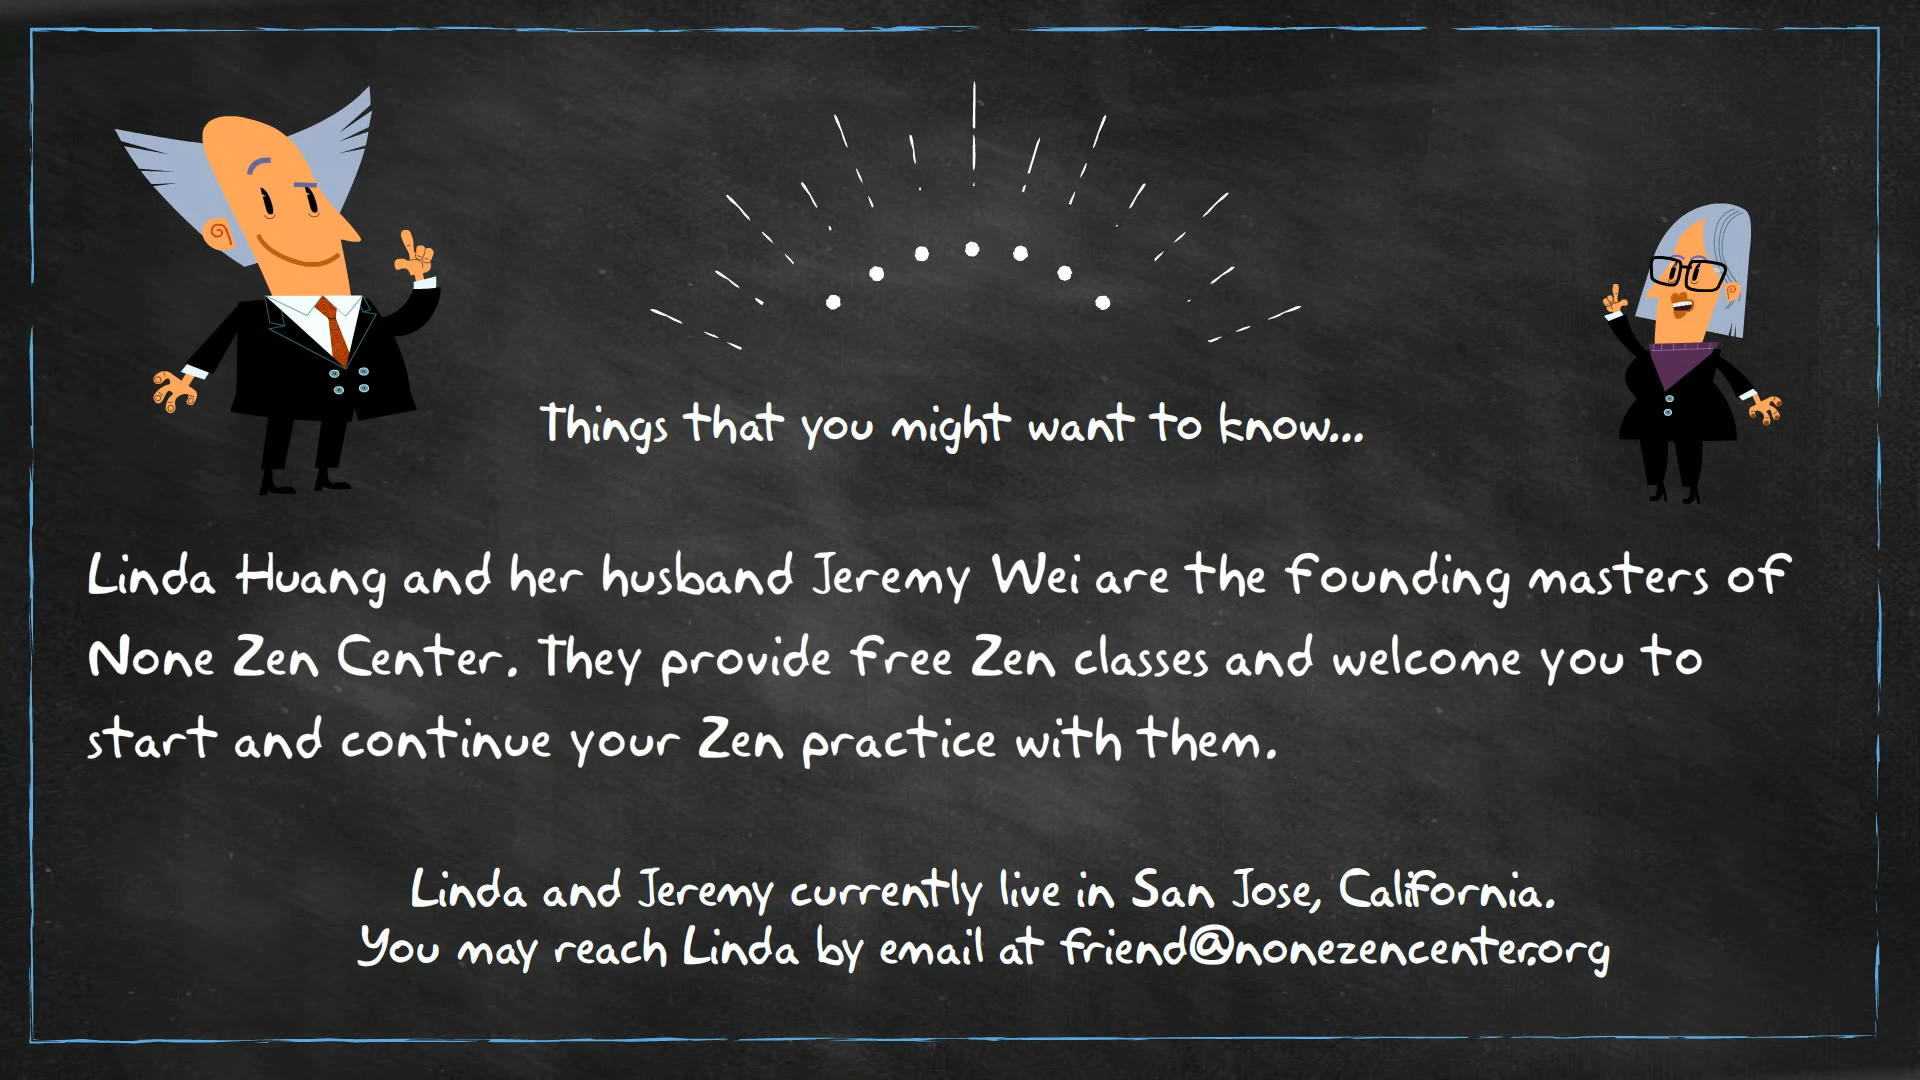 Things that you might want to know...
Linda Huang and her husband Jeremy Wei are the founding masters of
None Zen Center. They provide free Zen classes and welcome you to
start and continue your Zen practice with them.
Linda and Jeremy currently live in San Jose, California.
You may reach Linda by email at friend@nonezencenter.org